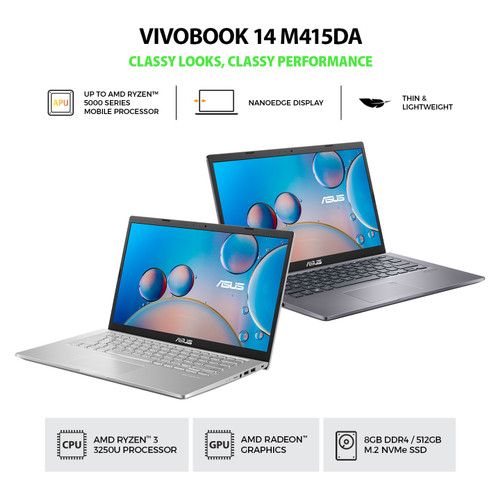 VIVOBOOK 14 M415DA
CLASSY LOOKS, CLASSY PERFORMANCE
APU
UP TO AMD RYZEN™
5000 SERIES
MOBILE PROCESSOR
NANOEDGE DISPLAY
THIN &
LIGHTWEIGHT
ASUS
ASUS
ASUS
ASUS
CPU
AMD RYZEN™ 3
3250U PROCESSOR
GPU
AMD RADEON™
GRAPHICS
8GB DDR4 / 512GB
M.2 NVMe SSD